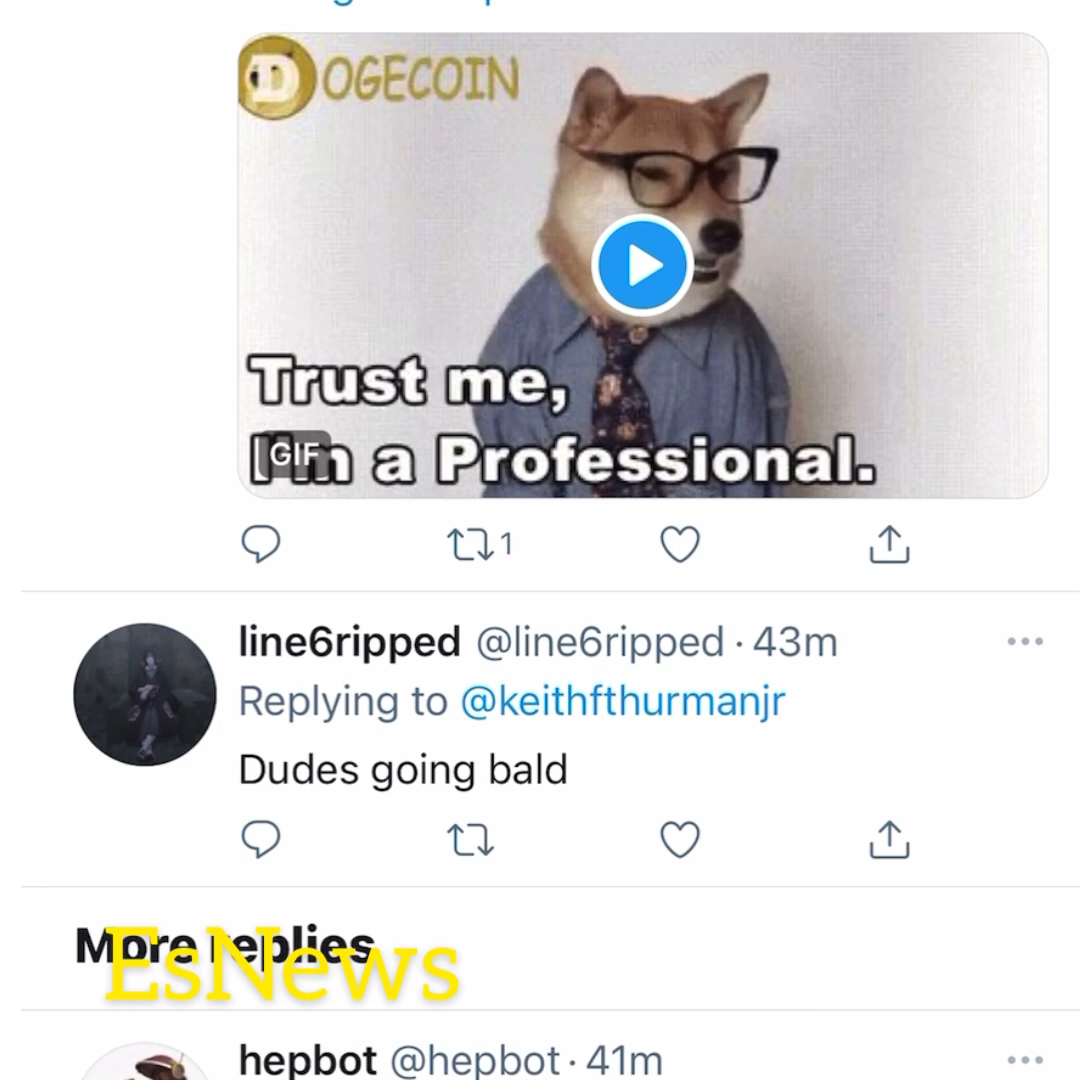 DOGECOIN
Trust me,
I'm a Professional.
GIF
1
line6ripped @line6ripped · 43m
Replying to @keithfthurmanjr
Dudes going bald
More replies
EsNews
hepbot @hepbot · 41m